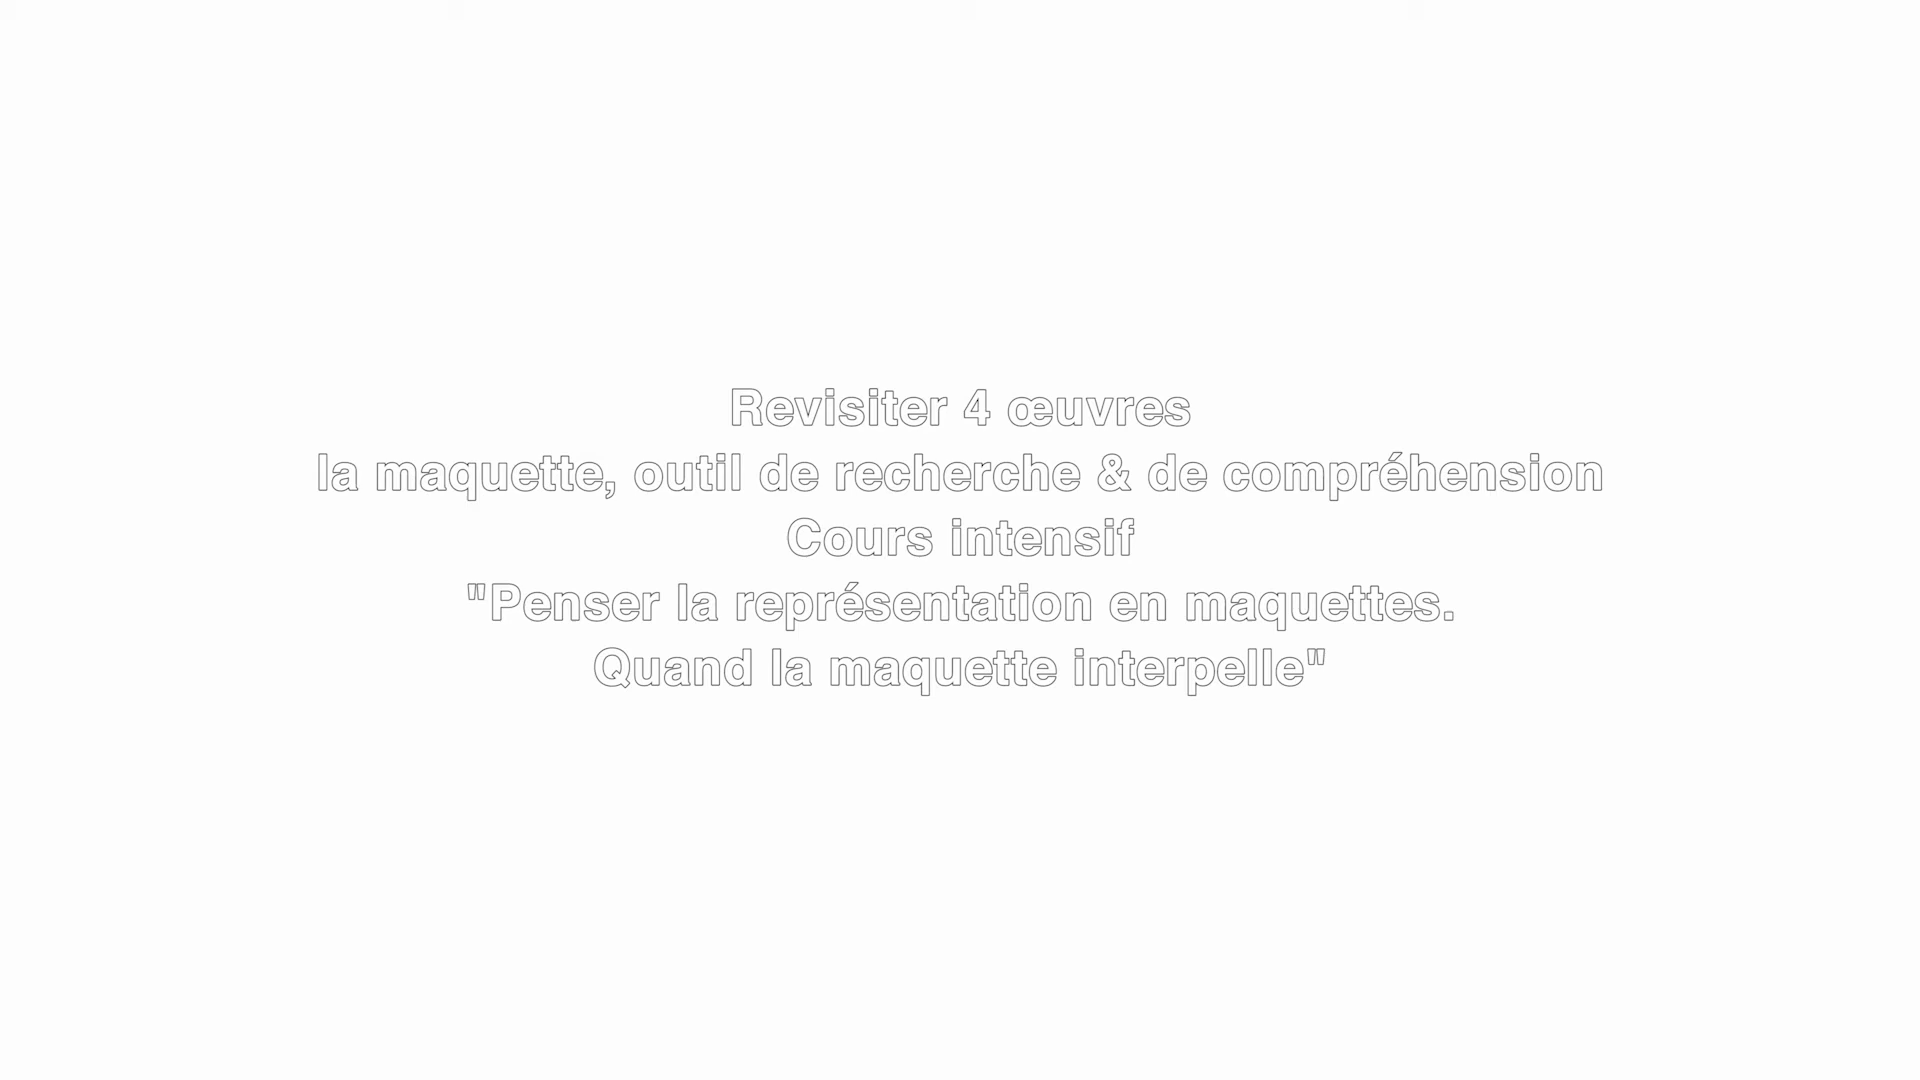 Revisiter 4 œuvres
la maquette, outil de recherche & de compréhension
Cours intensif
"Penser la représentation en maquettes.
Quand la maquette interpelle"